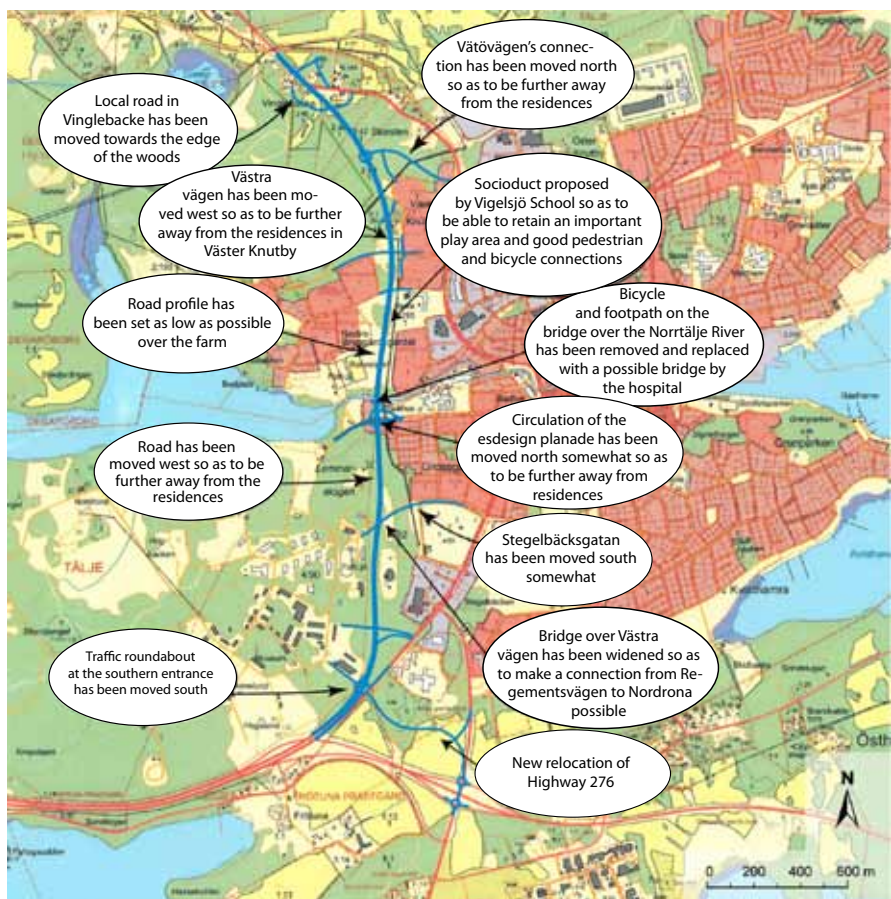 Vätövägen's connec-
tion has been moved north
so as to be further away
from the residences
Local road in
Vinglebacke has been
moved towards the edge
of the woods
Västra
vägen has been mo-
ved west so as to be further
away from the residences in
Väster Knutby
Socioduct proposed
by Vigelsjö School so as to
be able to retain an important
play area and good pedestrian
and bicycle connections
Road profile has
been set as low as possible
over the farm
Bicycle
and footpath on the
bridge over the Norrtälje River
has been removed and replaced
with a possible bridge by
the hospital
Circulation of the
esdesign planade has been
moved north somewhat so as
to be further away from
residences
Road has been
moved west so as to be
further away from the
residences
Stegelbäcksgatan
has been moved south
somewhat
Bridge over Västra
vägen has been widened so as
to make a connection from Re-
gementsvägen to Nordrona
possible
Traffic roundabout
at the southern entrance
has been moved south
New relocation of
Highway 276
TÄLJE
Östh
Frötuna
N
0 200 400 600 m